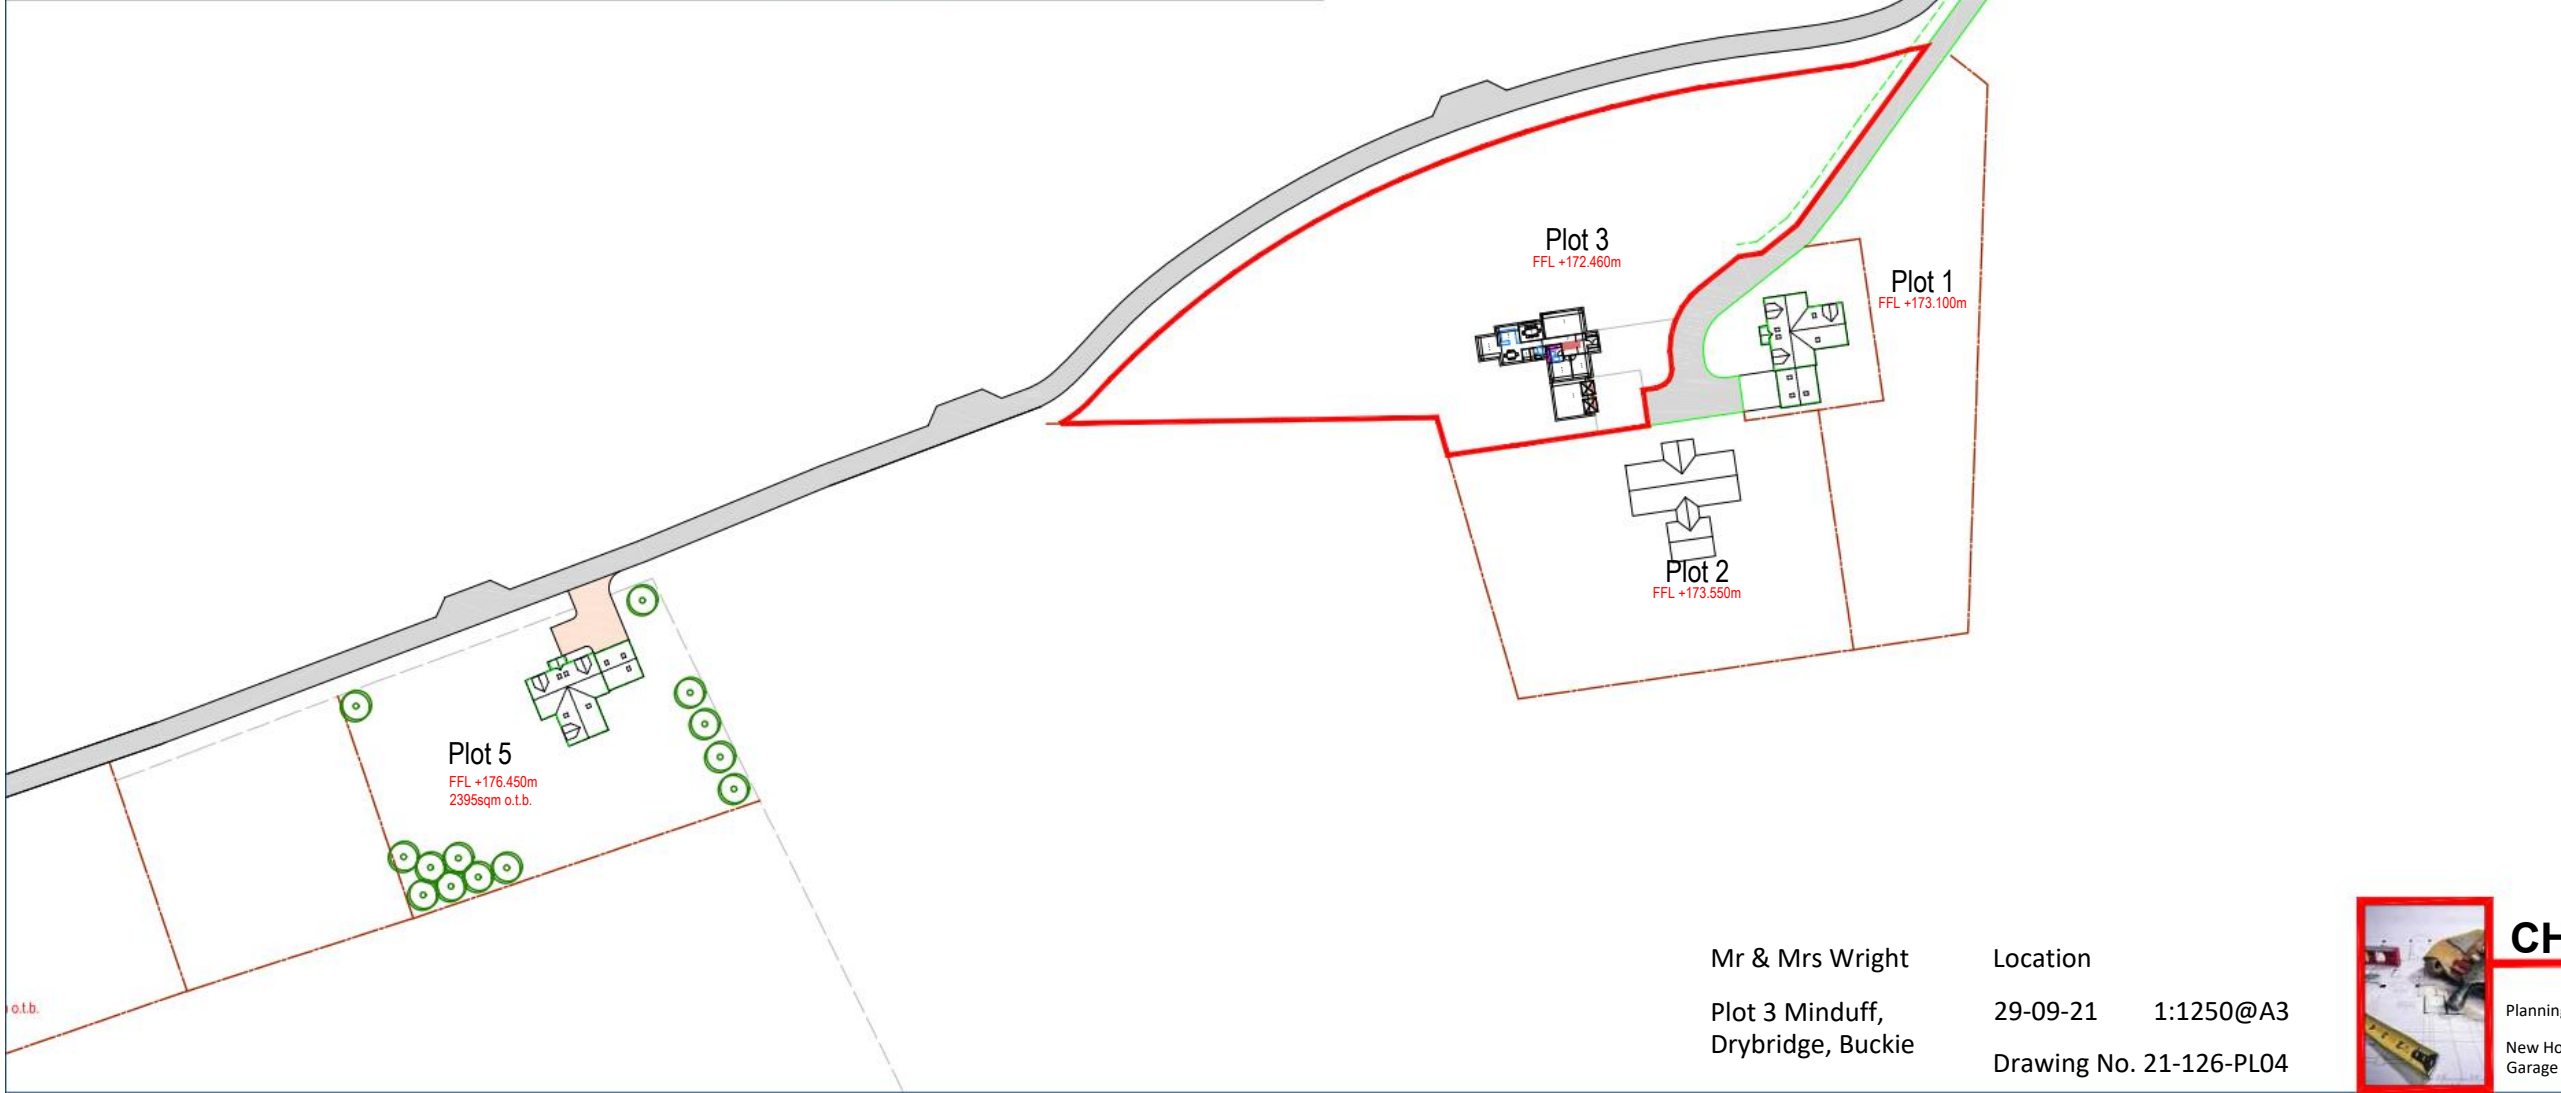 Plot 3
FFL +172.460m
Plot 1
FFL +173.100m
Plot 2
FFL +173.550m
Plot 5
FFL +176.450m
2395sqm o.t.b.
o.t.b.
Mr & Mrs Wright
Location
Plot 3 Minduff,
Drybridge, Buckie
29-09-21 1:1250@A3
Drawing No. 21-126-PL04
CH
Plannin
New Ho
Garage